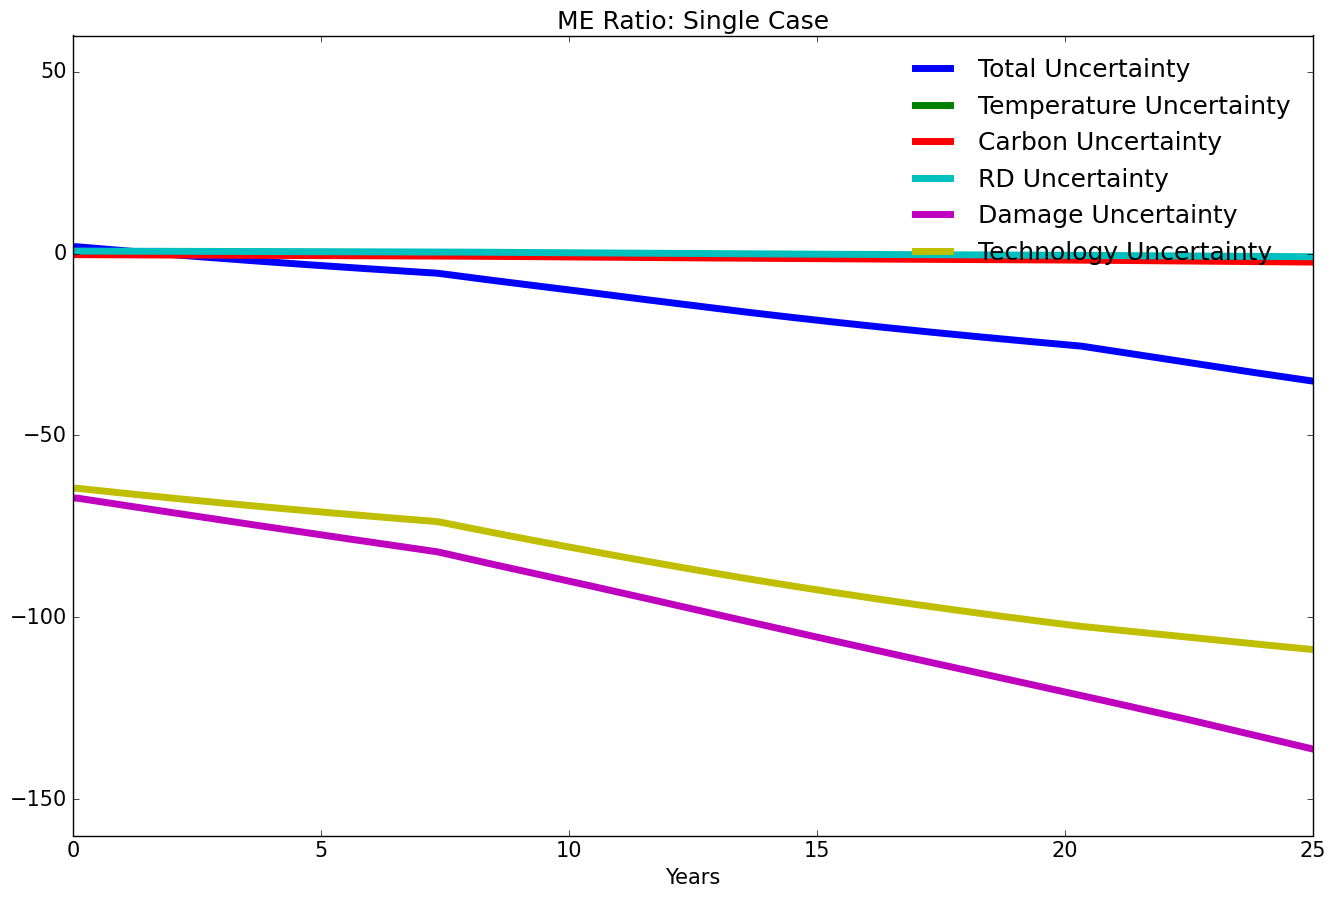 ME Ratio: Single Case
50
0
−50
−100
−150
Total Uncertainty
Temperature Uncertainty
Carbon Uncertainty
RD Uncertainty
Damage Uncertainty
Technology Uncertainty
0 5 10 15 20 25
Years